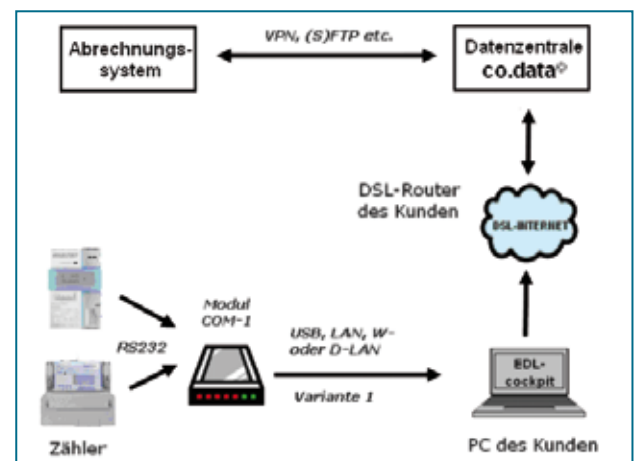 Abrechnungs-
system
VPN, (S)FTP etc.
Datenzentrale
co.data
DSL-Router
des Kunden
DSL-INTERNET
Modul
COM-1
RS232
USB, LAN, W-
oder D-LAN
Variante 1
EDL-
cockpit
Zähler
PC des Kunden